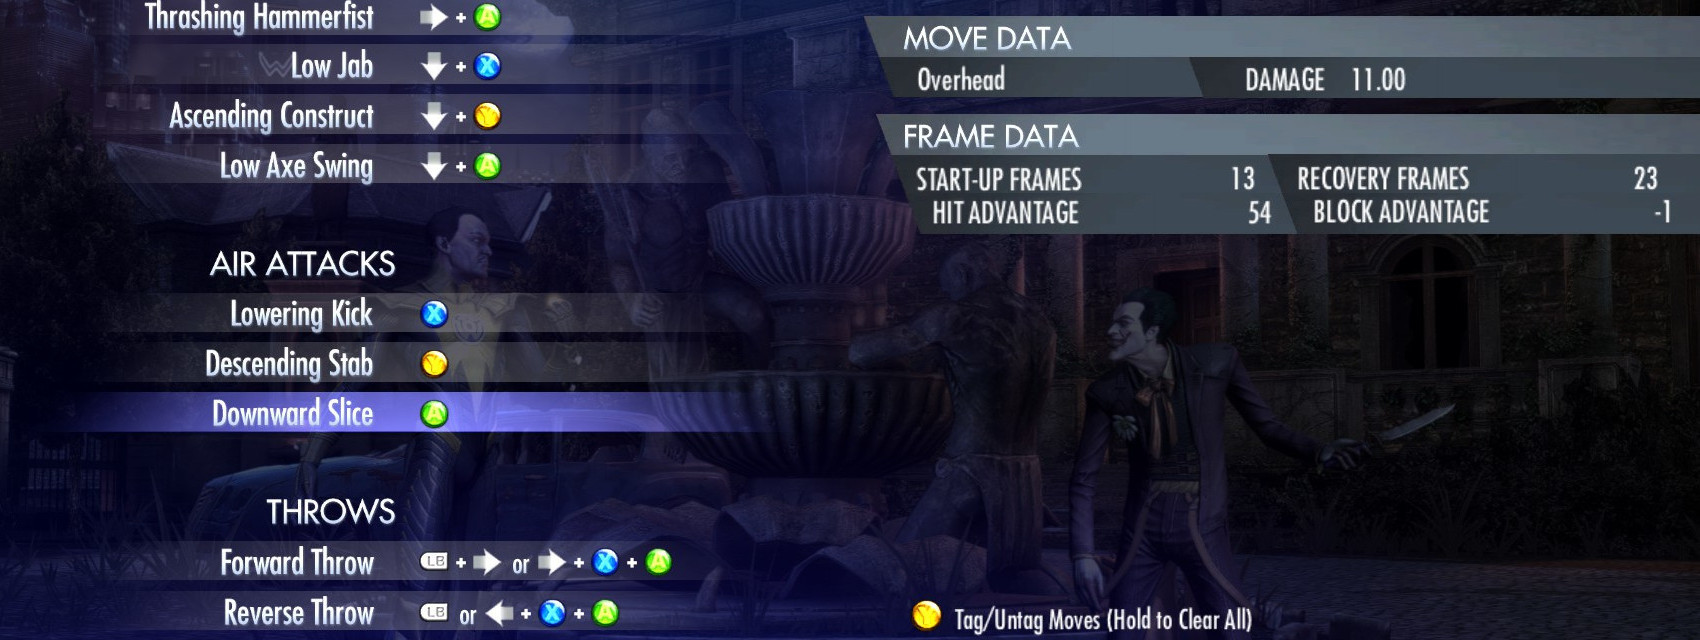 Thrashing Hammerfist → + A
Low Jab ↓ + X
Ascending Construct ↓ + Y
Low Axe Swing ↓ + A
AIR ATTACKS
Lowering Kick X
Descending Stab Y
Downward Slice A
THROWS
Forward Throw LB + → or → + X + A
Reverse Throw LB or ← + X + A
MOVE DATA
Overhead DAMAGE 11.00
FRAME DATA
START-UP FRAMES 13 RECOVERY FRAMES 23
HIT ADVANTAGE 54 BLOCK ADVANTAGE -1
Y Tag/Untag Moves (Hold to Clear All)